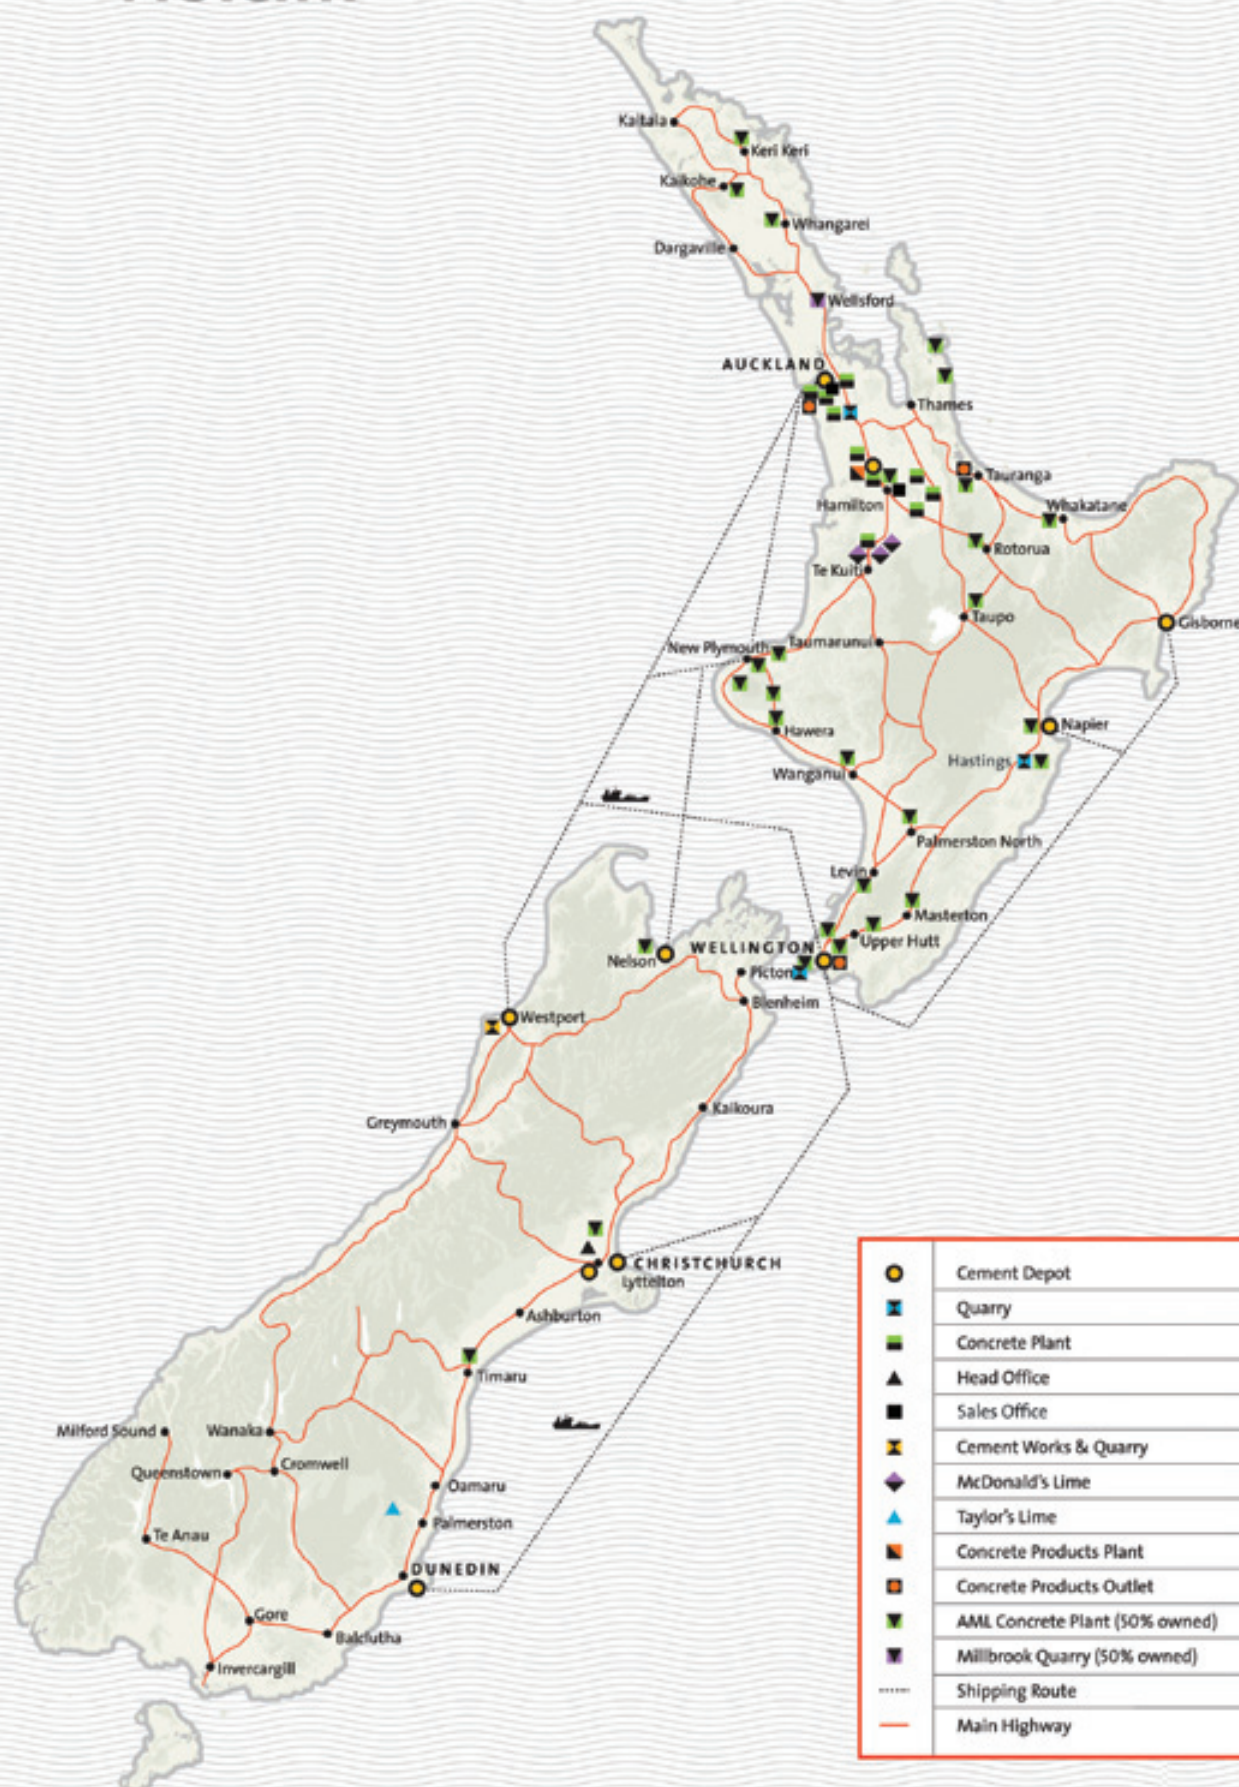 Kaitaia
Keri Keri
Kaikohe
Whangarei
Dargaville
Wellsford
AUCKLAND
Thames
Tauranga
Hamilton
Whakatane
Rotorua
Te Kuiti
Taupo
Gisborne
New Plymouth
Taumarunui
Napier
Hawera
Hastings
Wanganui
Palmerston North
Levin
Masterton
Upper Hutt
WELLINGTON
Nelson
Picton
Blenheim
Westport
Kaikoura
Greymouth
CHRISTCHURCH
Lyttelton
Ashburton
Timaru
Milford Sound
Wanaka
Queenstown
Cromwell
Oamaru
Palmerston
Te Anau
DUNEDIN
Gore
Balclutha
Invercargill
Cement Depot
Quarry
Concrete Plant
Head Office
Sales Office
Cement Works & Quarry
McDonald's Lime
Taylor's Lime
Concrete Products Plant
Concrete Products Outlet
AML Concrete Plant (50% owned)
Millbrook Quarry (50% owned)
Shipping Route
Main Highway